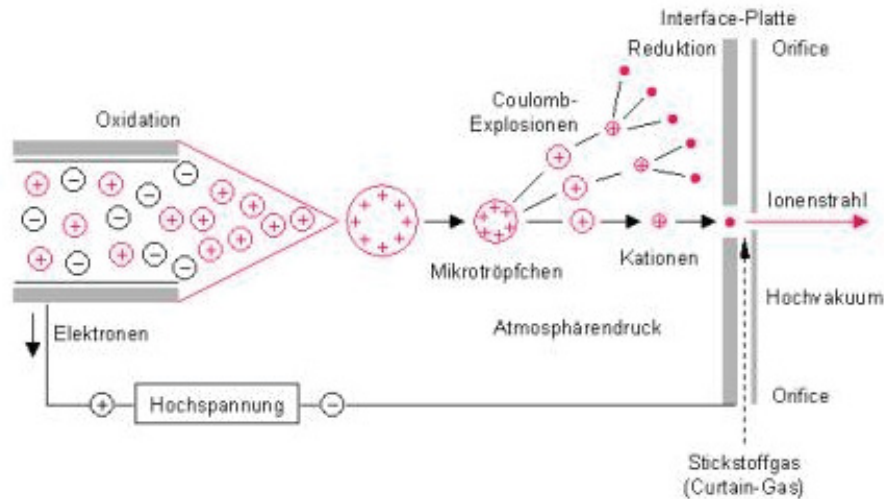 Interface-Platte
Reduktion
Orifice
Coulomb-
Explosionen
Oxidation
Ionenstrahl
Mikrotröpfchen
Kationen
Hochvakuum
Atmosphärendruck
Elektronen
Hochspannung
Orifice
Stickstoffgas
(Curtain-Gas)